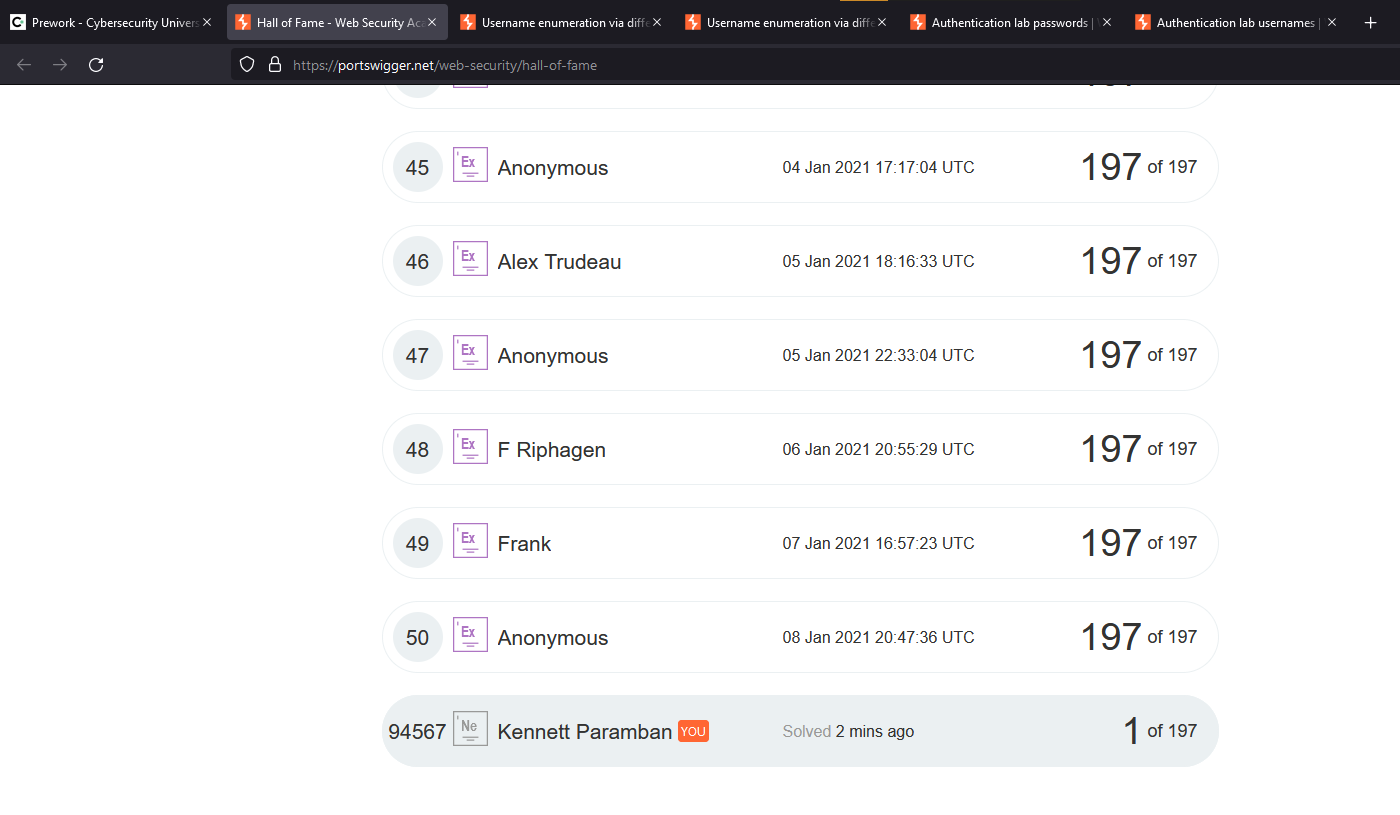 Prework - Cybersecurity Univers
Hall of Fame - Web Security Aca
Username enumeration via diffe
Username enumeration via diffe
Authentication lab passwords |
Authentication lab usernames |
https://portswigger.net/web-security/hall-of-fame
45 Ex Anonymous 04 Jan 2021 17:17:04 UTC 197 of 197
46 Ex Alex Trudeau 05 Jan 2021 18:16:33 UTC 197 of 197
47 Ex Anonymous 05 Jan 2021 22:33:04 UTC 197 of 197
48 Ex F Riphagen 06 Jan 2021 20:55:29 UTC 197 of 197
49 Ex Frank 07 Jan 2021 16:57:23 UTC 197 of 197
50 Ex Anonymous 08 Jan 2021 20:47:36 UTC 197 of 197
94567 Ne Kennett Paramban YOU Solved 2 mins ago 1 of 197